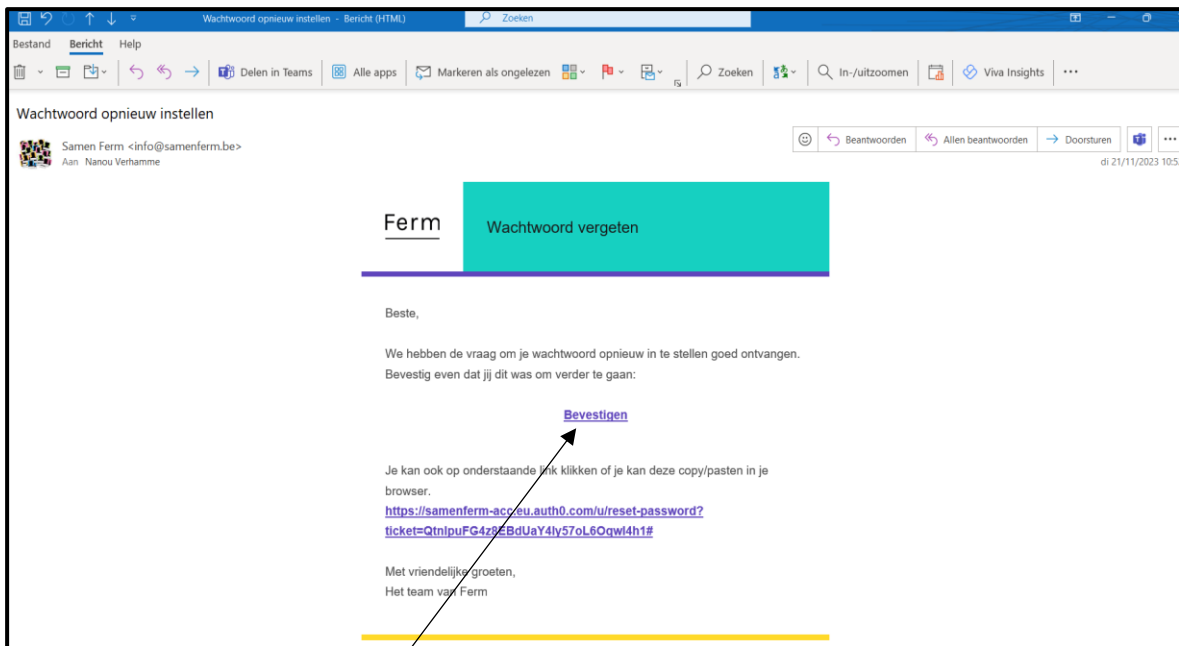 Wachtwoord opnieuw instellen - Bericht (HTML)
Zoeken
Bestand Bericht Help
Delen in Teams Alle apps Markeren als ongelezen Zoeken In-/uitzoomen Viva Insights
Wachtwoord opnieuw instellen
Samen Ferm <info@samenferm.be>
Aan Nanou Verhamme
Beantwoorden Allen beantwoorden Doorsturen
di 21/11/2023 10:5
Ferm
Wachtwoord vergeten
Beste,
We hebben de vraag om je wachtwoord opnieuw in te stellen goed ontvangen.
Bevestig even dat jij dit was om verder te gaan:
Bevestigen
Je kan ook op onderstaande link klikken of je kan deze copy/pasten in je
browser.
https://samenferm-acc.eu.auth0.com/u/reset-password?
ticket=QtnIpuFG4z8EBdUaY4Iy57oL6OqwI4h1#
Met vriendelijke groeten,
Het team van Ferm